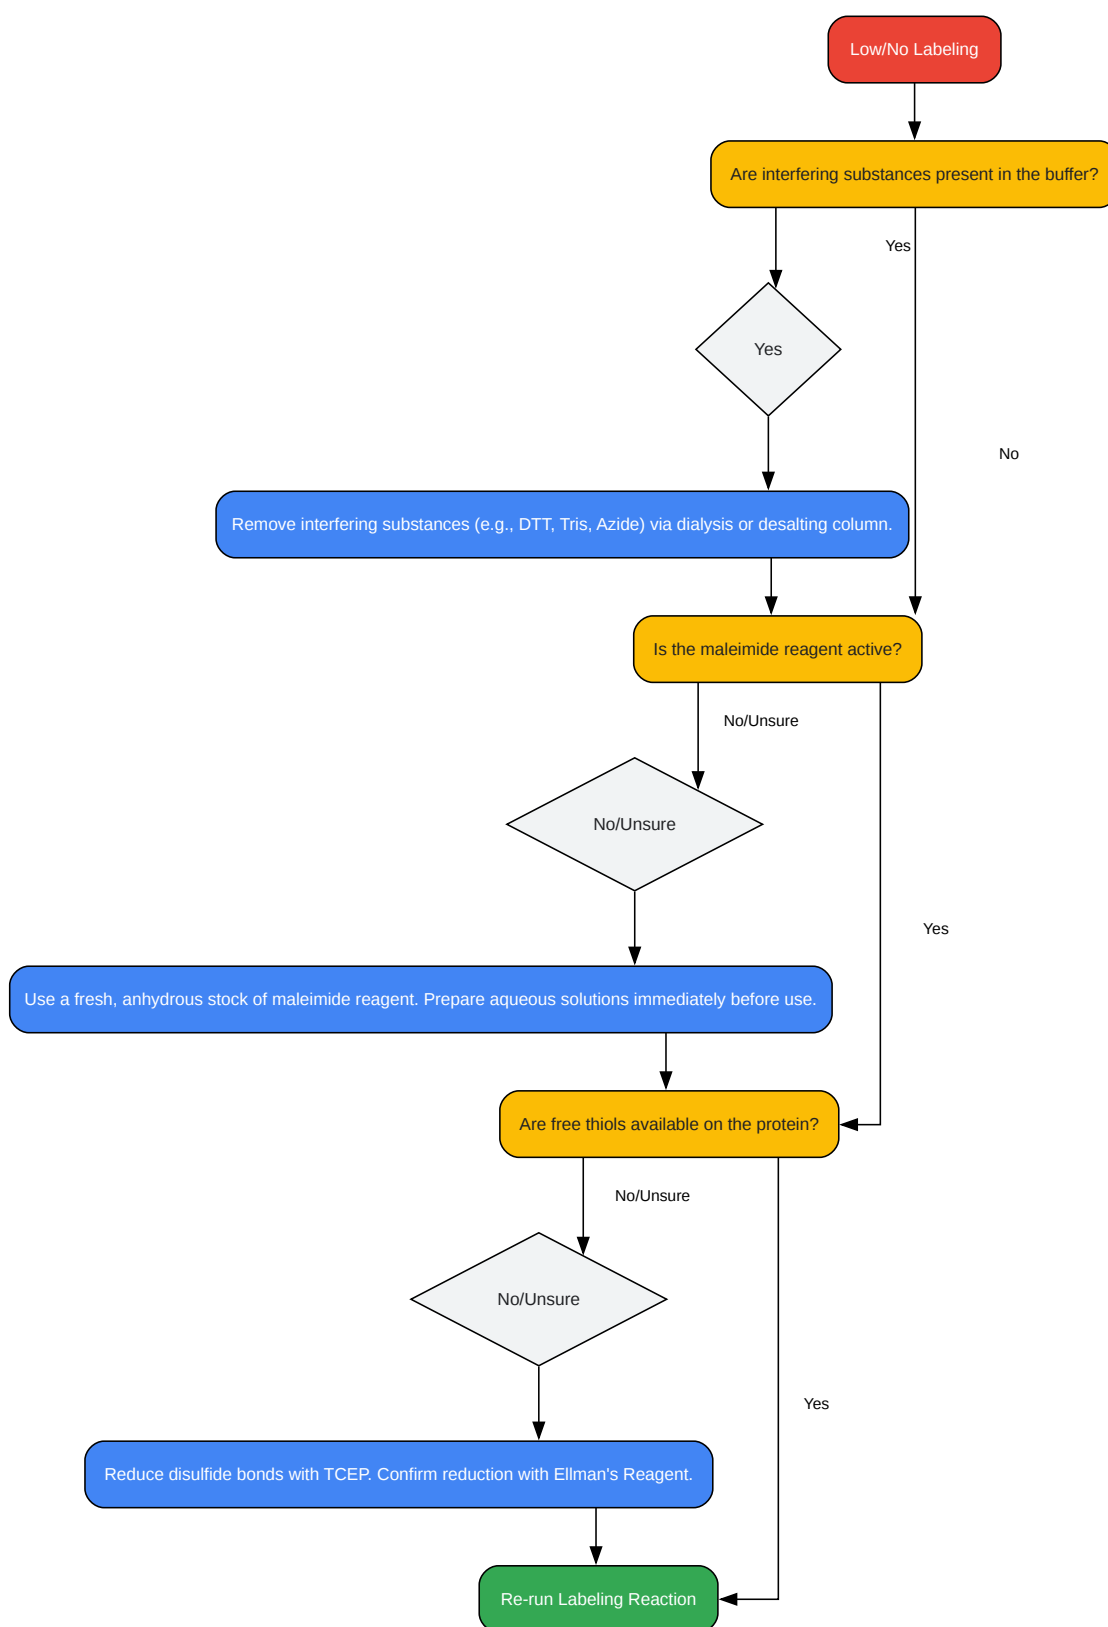 Low/No Labeling
Are interfering substances present in the buffer?
Yes
Yes
No
Remove interfering substances (e.g., DTT, Tris, Azide) via dialysis or desalting column.
Is the maleimide reagent active?
No/Unsure
No/Unsure
Yes
Use a fresh, anhydrous stock of maleimide reagent. Prepare aqueous solutions immediately before use.
Are free thiols available on the protein?
No/Unsure
No/Unsure
Yes
Reduce disulfide bonds with TCEP. Confirm reduction with Ellman's Reagent.
Re-run Labeling Reaction